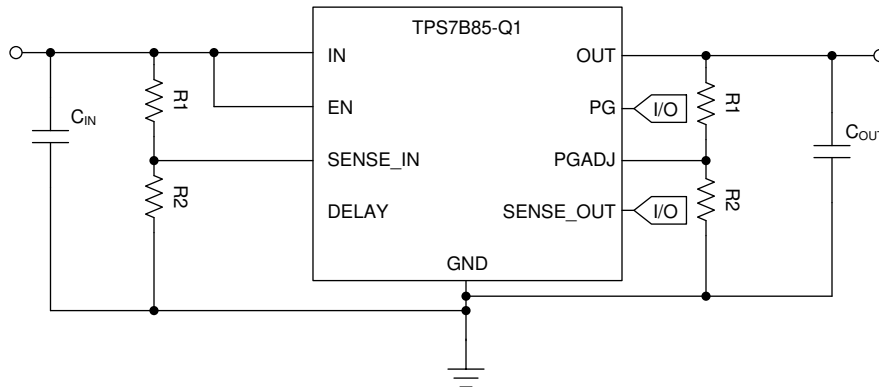 TPS7B85-Q1
IN
OUT
R1
EN
PG
I/O
R1
CIN
COUT
SENSE_IN
PGADJ
R2
DELAY
SENSE_OUT
I/O
R2
GND